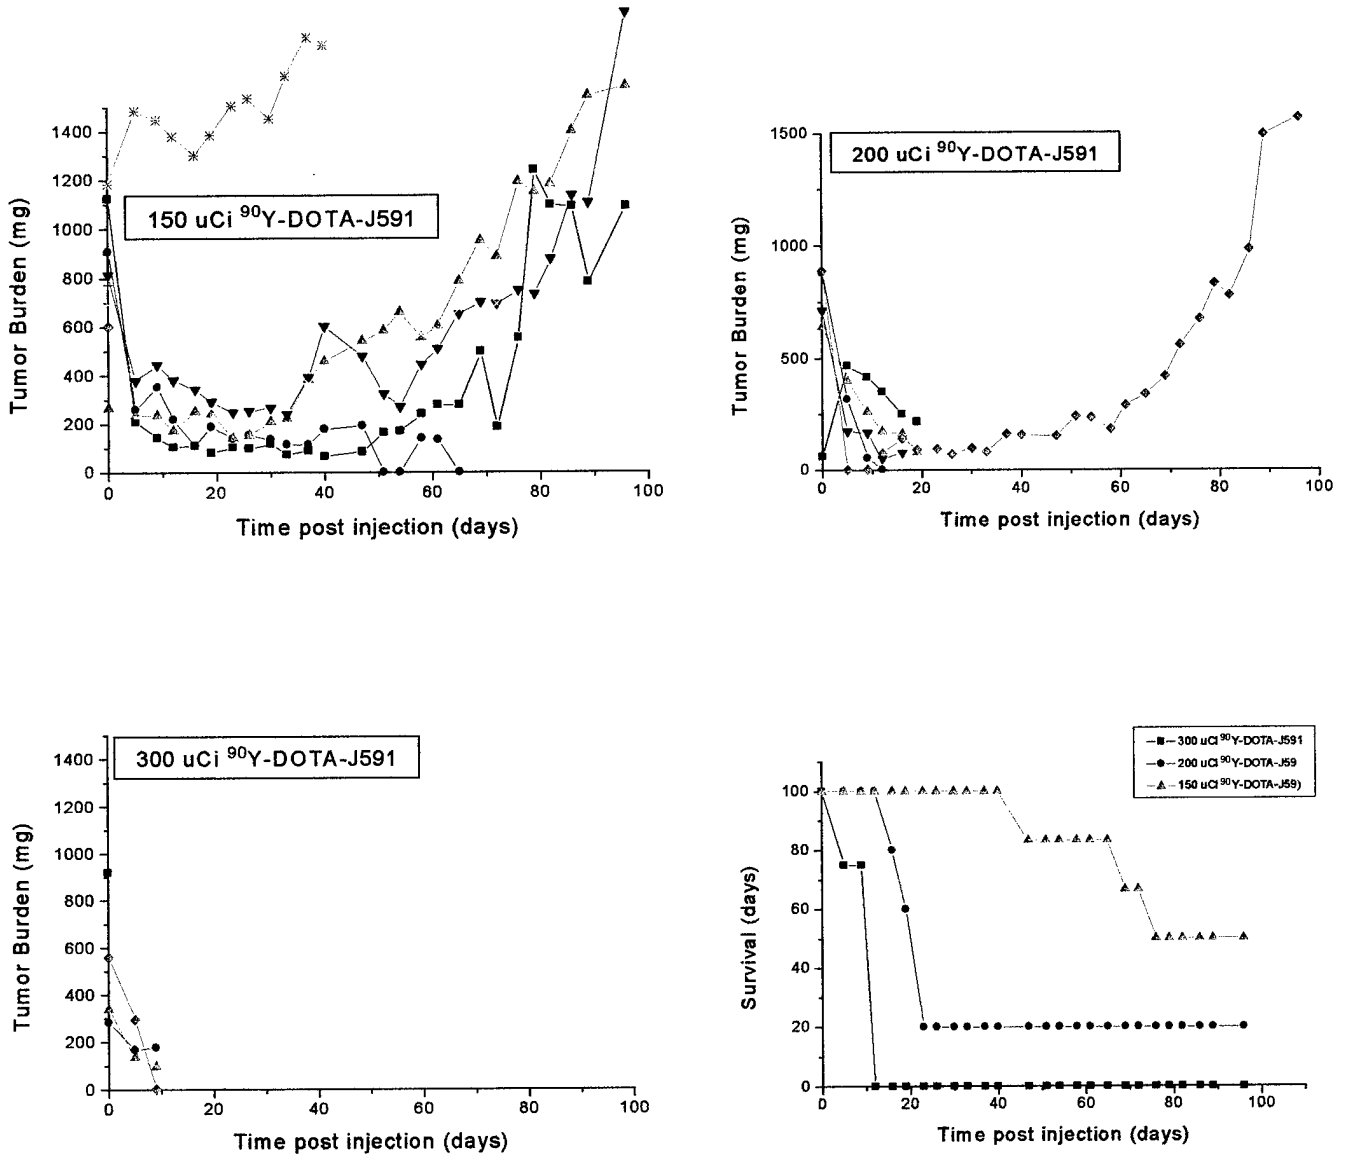 150 uCi ⁹⁰Y-DOTA-J591
Tumor Burden (mg)
1400
1200
1000
800
600
400
200
0
0 20 40 60 80 100
Time post injection (days)
200 uCi ⁹⁰Y-DOTA-J591
Tumor Burden (mg)
1500
1000
500
0
0 20 40 60 80 100
Time post injection (days)
300 uCi ⁹⁰Y-DOTA-J591
Tumor Burden (mg)
1400
1200
1000
800
600
400
200
0
0 20 40 60 80 100
Time post injection (days)
300 uCi ⁹⁰Y-DOTA-J591
200 uCi ⁹⁰Y-DOTA-J59
150 uCi ⁹⁰Y-DOTA-J59)
Survival (days)
100
80
60
40
20
0
0 20 40 60 80 100
Time post injection (days)